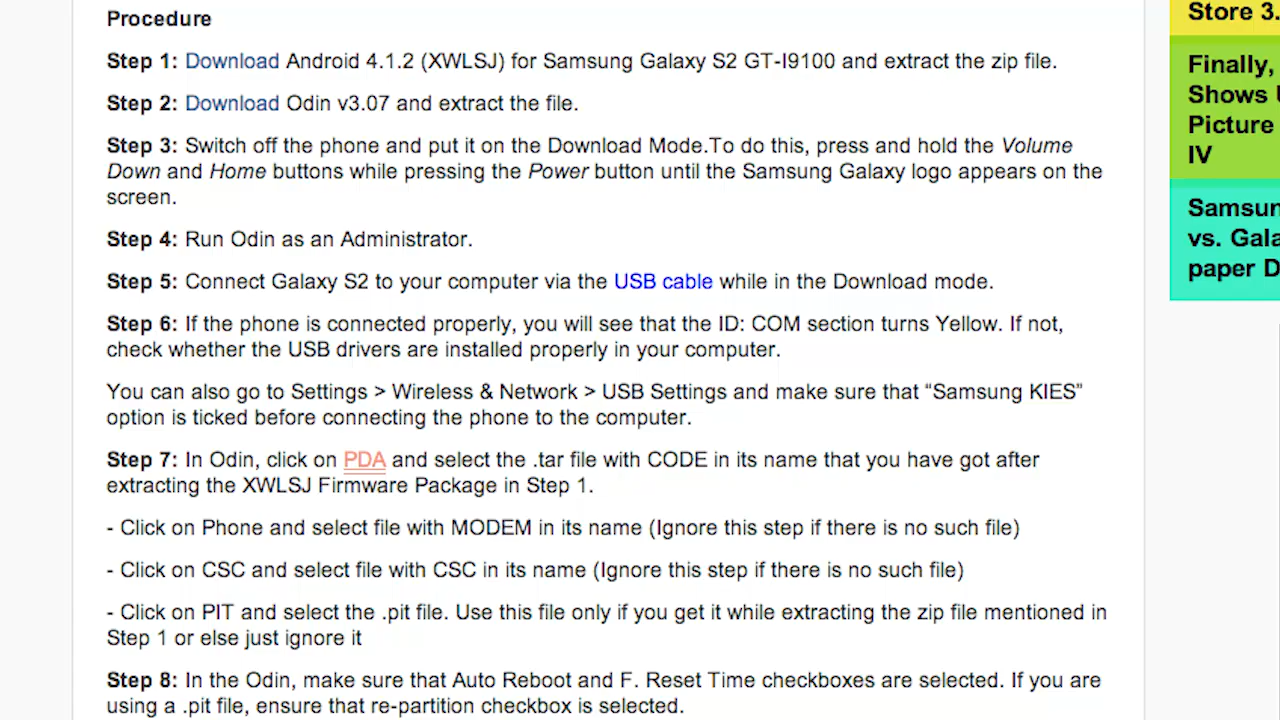 Procedure
Step 1: Download Android 4.1.2 (XWLSJ) for Samsung Galaxy S2 GT-I9100 and extract the zip file.
Step 2: Download Odin v3.07 and extract the file.
Step 3: Switch off the phone and put it on the Download Mode.To do this, press and hold the Volume
Down and Home buttons while pressing the Power button until the Samsung Galaxy logo appears on the
screen.
Step 4: Run Odin as an Administrator.
Step 5: Connect Galaxy S2 to your computer via the USB cable while in the Download mode.
Step 6: If the phone is connected properly, you will see that the ID: COM section turns Yellow. If not,
check whether the USB drivers are installed properly in your computer.
You can also go to Settings > Wireless & Network > USB Settings and make sure that “Samsung KIES”
option is ticked before connecting the phone to the computer.
Step 7: In Odin, click on PDA and select the .tar file with CODE in its name that you have got after
extracting the XWLSJ Firmware Package in Step 1.
- Click on Phone and select file with MODEM in its name (Ignore this step if there is no such file)
- Click on CSC and select file with CSC in its name (Ignore this step if there is no such file)
- Click on PIT and select the .pit file. Use this file only if you get it while extracting the zip file mentioned in
Step 1 or else just ignore it
Step 8: In the Odin, make sure that Auto Reboot and F. Reset Time checkboxes are selected. If you are
using a .pit file, ensure that re-partition checkbox is selected.
Store 3.
Finally,
Shows
Picture
IV
Samsun
vs. Gala
paper D